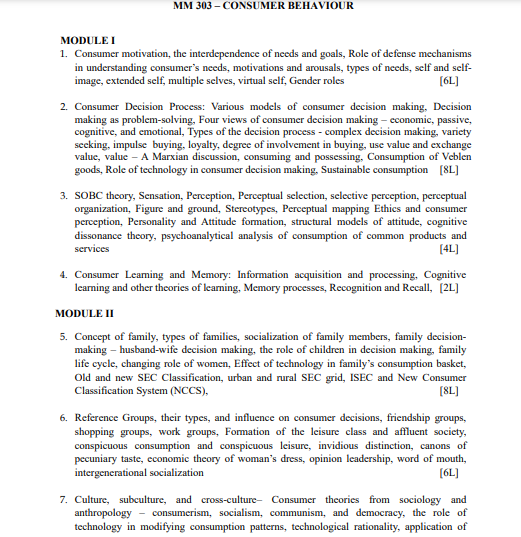 MM 303 – CONSUMER BEHAVIOUR
MODULE I
1. Consumer motivation, the interdependence of needs and goals, Role of defense mechanisms
in understanding consumer's needs, motivations and arousals, types of needs, self and self-
image, extended self, multiple selves, virtual self, Gender roles [6L]
2. Consumer Decision Process: Various models of consumer decision making, Decision
making as problem-solving, Four views of consumer decision making – economic, passive,
cognitive, and emotional, Types of the decision process - complex decision making, variety
seeking, impulse buying, loyalty, degree of involvement in buying, use value and exchange
value, value – A Marxian discussion, consuming and possessing, Consumption of Veblen
goods, Role of technology in consumer decision making, Sustainable consumption [8L]
3. SOBC theory, Sensation, Perception, Perceptual selection, selective perception, perceptual
organization, Figure and ground, Stereotypes, Perceptual mapping Ethics and consumer
perception, Personality and Attitude formation, structural models of attitude, cognitive
dissonance theory, psychoanalytical analysis of consumption of common products and
services [4L]
4. Consumer Learning and Memory: Information acquisition and processing, Cognitive
learning and other theories of learning, Memory processes, Recognition and Recall, [2L]
MODULE II
5. Concept of family, types of families, socialization of family members, family decision-
making – husband-wife decision making, the role of children in decision making, family
life cycle, changing role of women, Effect of technology in family's consumption basket,
Old and new SEC Classification, urban and rural SEC grid, ISEC and New Consumer
Classification System (NCCS), [8L]
6. Reference Groups, their types, and influence on consumer decisions, friendship groups,
shopping groups, work groups, Formation of the leisure class and affluent society,
conspicuous consumption and conspicuous leisure, invidious distinction, canons of
pecuniary taste, economic theory of woman's dress, opinion leadership, word of mouth,
intergenerational socialization [6L]
7. Culture, subculture, and cross-culture– Consumer theories from sociology and
anthropology – consumerism, socialism, communism, and democracy, the role of
technology in modifying consumption patterns, technological rationality, application of